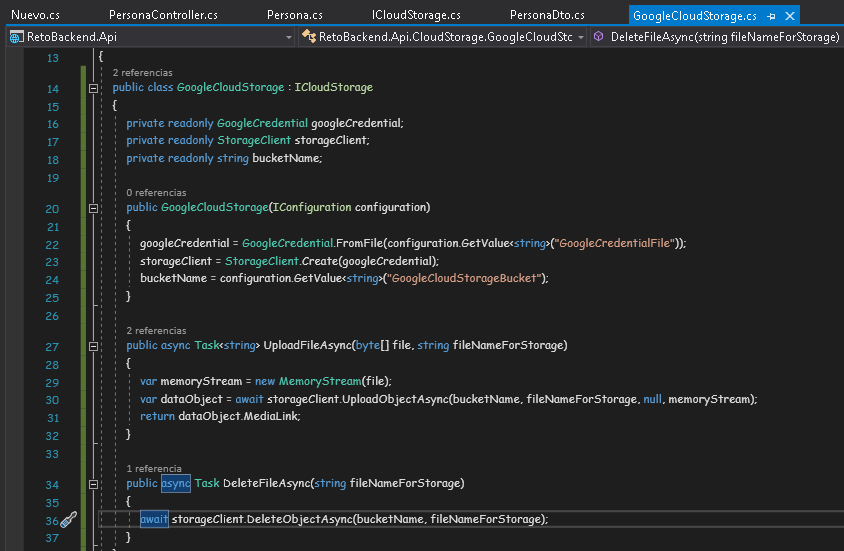 Nuevo.cs PersonaController.cs Persona.cs ICloudStorage.cs PersonaDto.cs GoogleCloudStorage.cs
RetoBackend.Api RetoBackend.Api.CloudStorage.GoogleCloudStc DeleteFileAsync(string fileNameForStorage)
13 {
2 referencias
14 public class GoogleCloudStorage : ICloudStorage
15 {
16 private readonly GoogleCredential googleCredential;
17 private readonly StorageClient storageClient;
18 private readonly string bucketName;
19
0 referencias
20 public GoogleCloudStorage(IConfiguration configuration)
21 {
22 googleCredential = GoogleCredential.FromFile(configuration.GetValue<string>("GoogleCredentialFile"));
23 storageClient = StorageClient.Create(googleCredential);
24 bucketName = configuration.GetValue<string>("GoogleCloudStorageBucket");
25 }
26
2 referencias
27 public async Task<string> UploadFileAsync(byte[] file, string fileNameForStorage)
28 {
29 var memoryStream = new MemoryStream(file);
30 var dataObject = await storageClient.UploadObjectAsync(bucketName, fileNameForStorage, null, memoryStream);
31 return dataObject.MediaLink;
32 }
33
1 referencia
34 public async Task DeleteFileAsync(string fileNameForStorage)
35 {
36 await storageClient.DeleteObjectAsync(bucketName, fileNameForStorage);
37 }